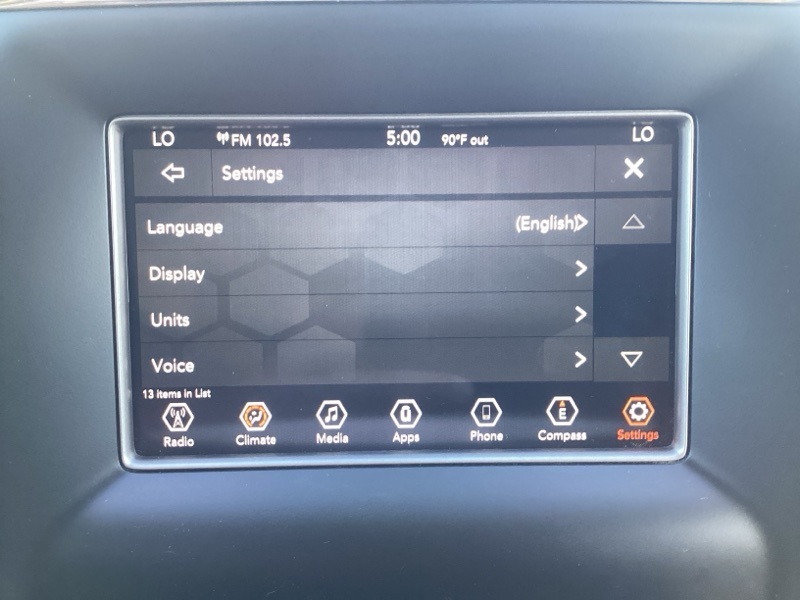 LO FM 102.5 5:00 90°F out LO
Settings
Language (English)
Display
Units
Voice
13 items in List
Radio Climate Media Apps Phone E Compass Settings